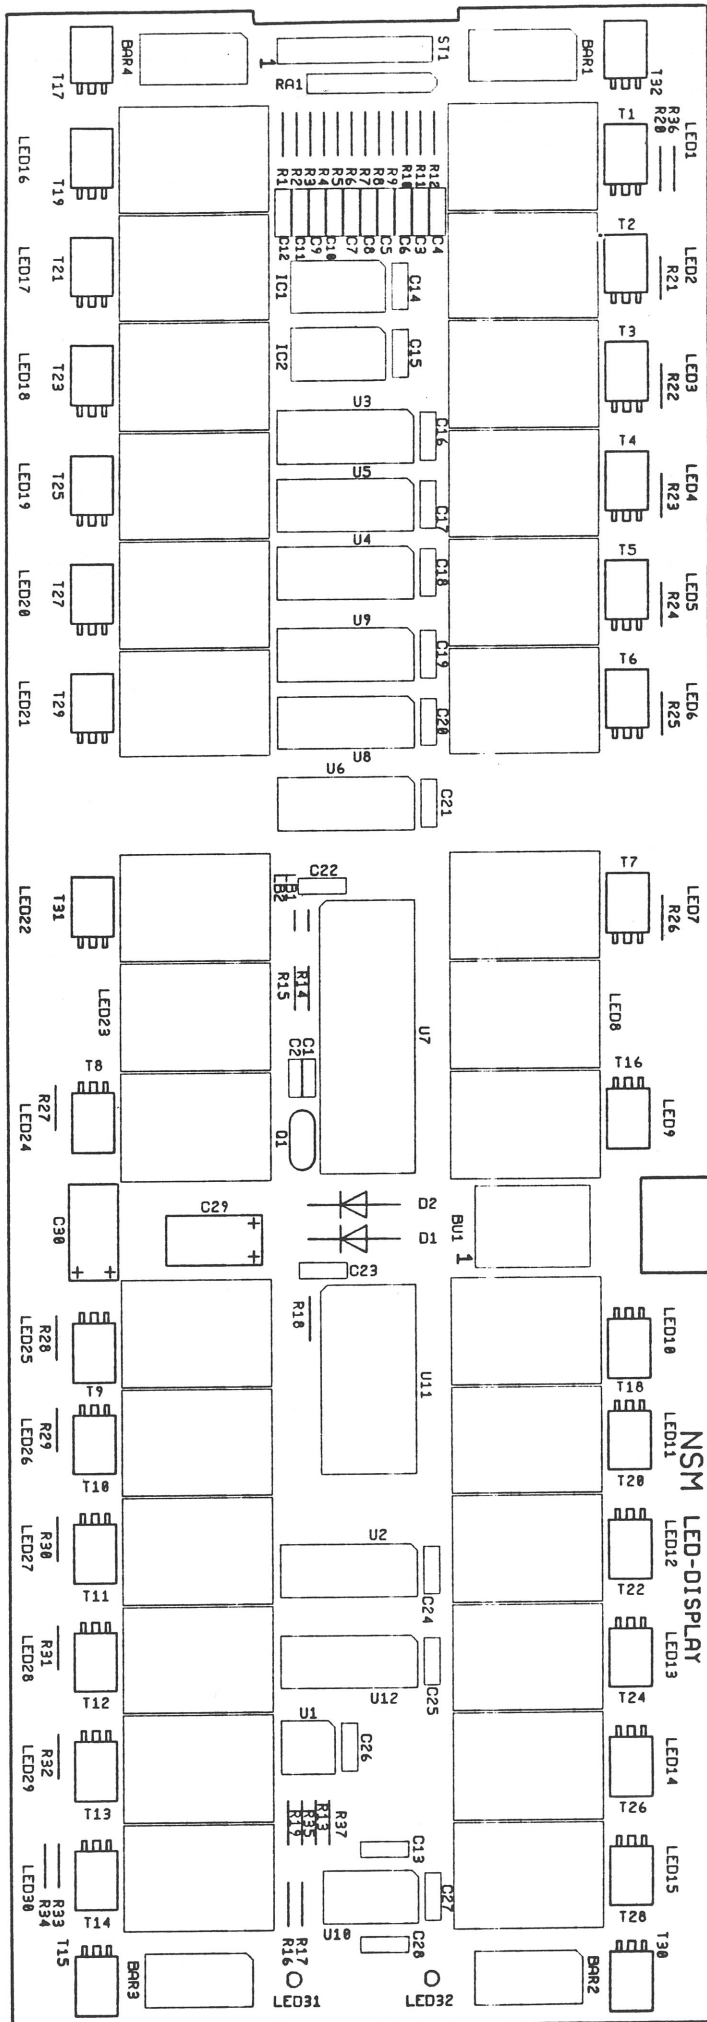 T17
BAR4
1
ST1
RA1
BAR1
T32
LED16
T19
R1
R2
R3
R4
R5
R6
R7
R8
R9
R10
R11
R12
T1
R20
R36
LED1
C12
C11
C9
C10
C7
C8
C5
C6
C3
C4
LED17
T21
IC1
C14
T2
R21
LED2
LED18
T23
IC2
C15
T3
R22
LED3
U3
C16
LED19
T25
U5
C17
T4
R23
LED4
U4
C18
LED20
T27
U9
C19
T5
R24
LED5
LED21
T29
C20
U8
T6
R25
LED6
U6
C21
LED22
T31
LB2
LB1
C22
T7
R26
LED7
LED23
R15
R14
U7
LED8
C2
C1
R27
LED24
T8
Q1
T16
LED9
C30
C29
+
+
+
+
D2
D1
BU1
1
C23
R28
LED25
T9
R18
U11
LED10
T18
R29
LED26
T10
LED11
T20
NSM LED-DISPLAY
R30
LED27
T11
U2
C24
LED12
T22
R31
LED28
T12
U12
C25
LED13
T24
R32
LED29
T13
U1
C26
LED14
T26
R19
R35
R13
R37
C13
LED30
R34
R33
T14
R16
R17
U10
C27
C28
LED15
T28
T15
BAR3
LED31
LED32
BAR2
T30